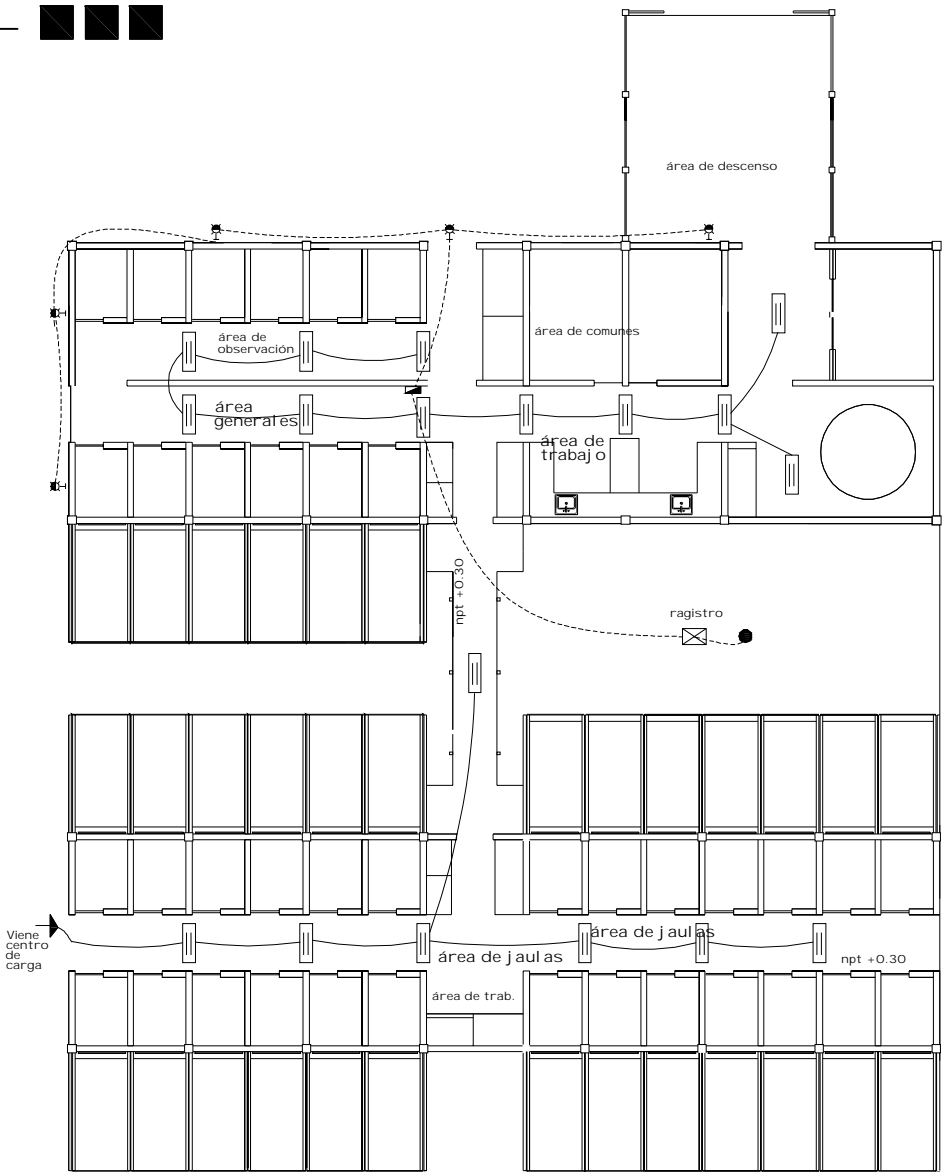 área de descenso
área de
observación
área de comunes
área
generales
área de
trabajo
npt +0.30
ragistro
Viene
centro
de
carga
área de jaulas
área de jaulas
npt +0.30
área de trab.